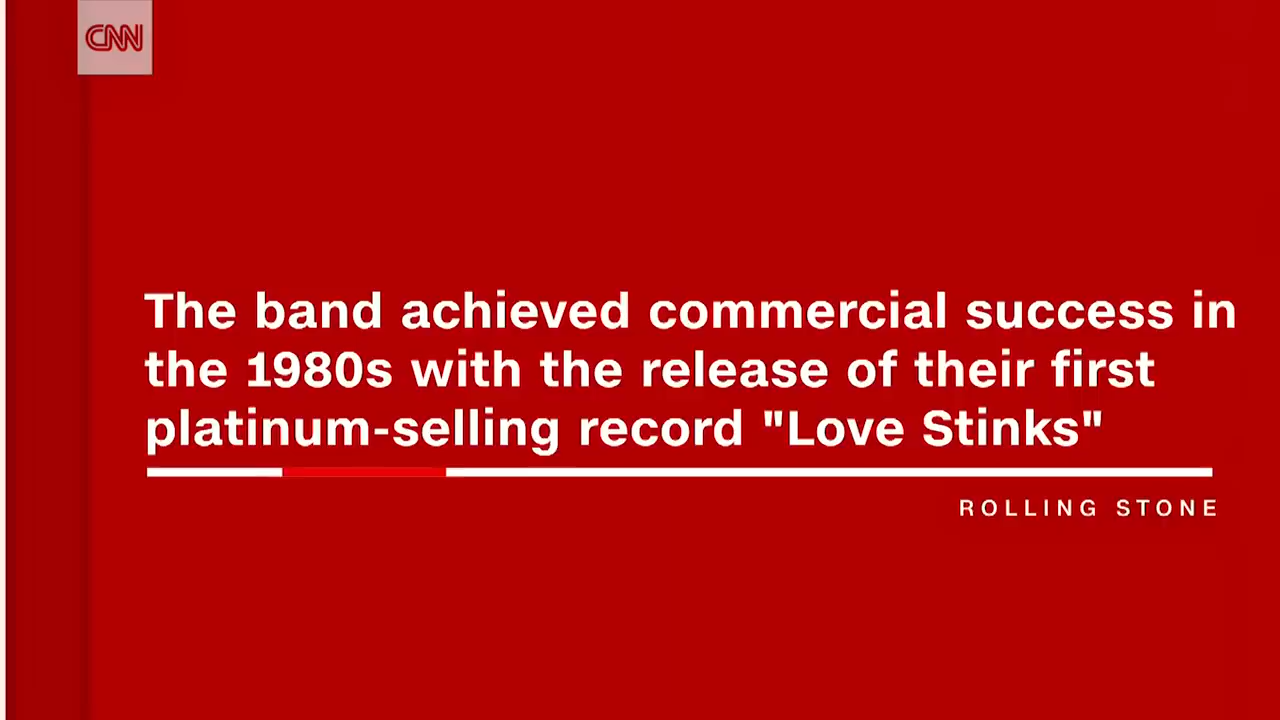 CNN
The band achieved commercial success in
the 1980s with the release of their first
platinum-selling record "Love Stinks"
ROLLING STONE